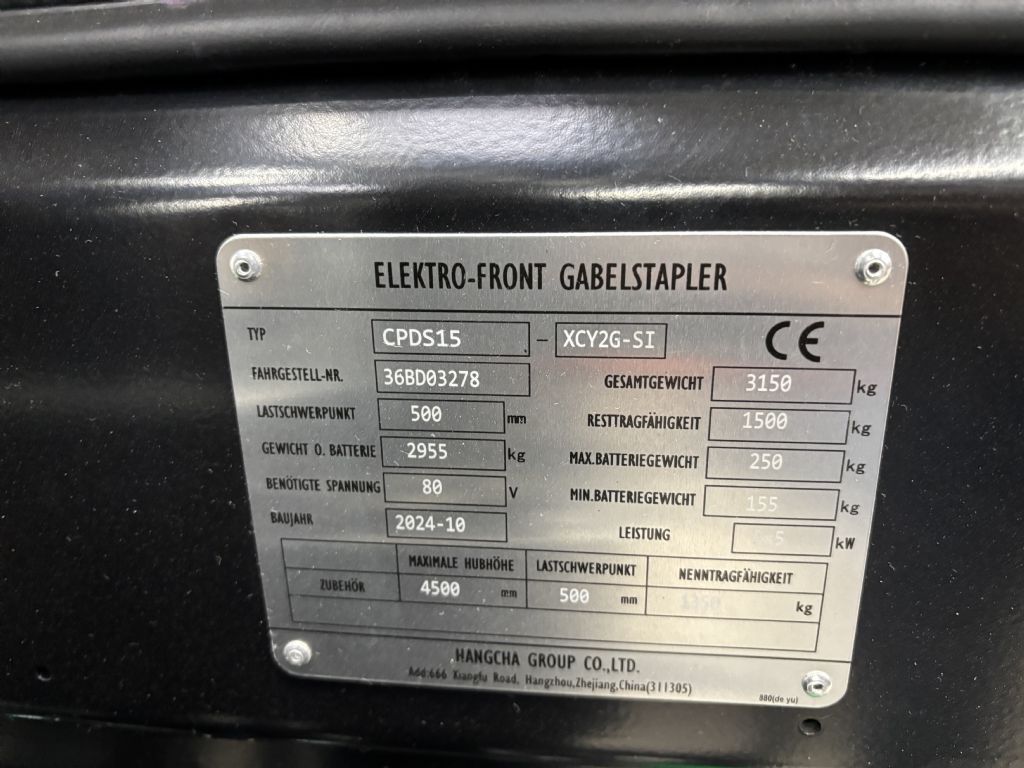 ELEKTRO-FRONT GABELSTAPLER
TYP CPDS15 - XCY2G-SI CE
FAHRGESTELL-NR. 36BD03278 GESAMTGEWICHT 3150 kg
LASTSCHWERPUNKT 500 mm RESTTRAGFÄHIGKEIT 1500 kg
GEWICHT O. BATTERIE 2955 kg MAX.BATTERIEGEWICHT 250 kg
BENÖTIGTE SPANNUNG 80 V MIN.BATTERIEGEWICHT 155 kg
BAUJAHR 2024-10 LEISTUNG kW
MAXIMALE HUBHÖHE LASTSCHWERPUNKT NENNTRAGFÄHIGKEIT
ZUBEHÖR 4500 mm 500 mm kg
HANGCHA GROUP CO.,LTD.
Add:666 Xiangfu Road, Hangzhou,Zhejiang,China(311305)
880(de yu)